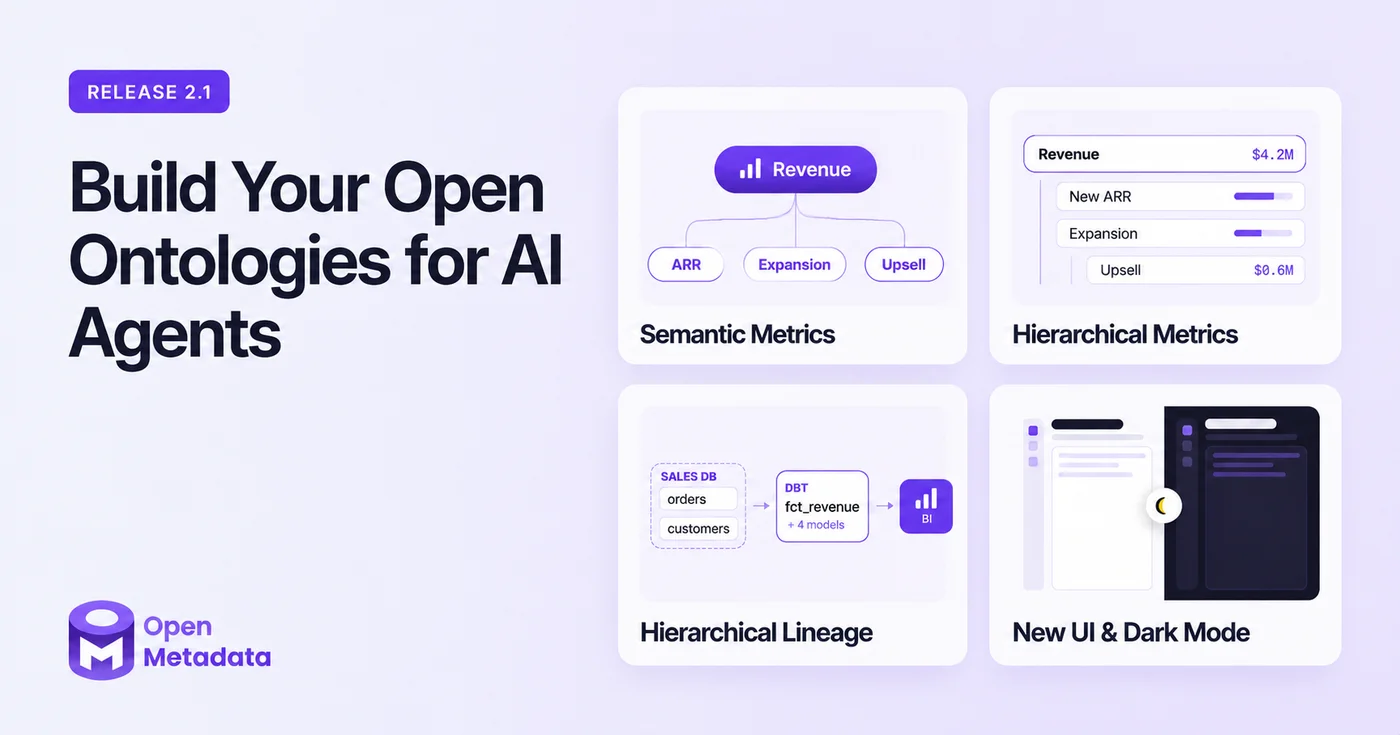 RELEASE 2.1
Build Your Open
Ontologies for AI
Agents
Open
Metadata
Revenue
ARR
Expansion
Upsell
Semantic Metrics
Revenue $4.2M
New ARR
Expansion
Upsell $0.6M
Hierarchical Metrics
SALES DB
orders
customers
DBT
fct_revenue
+ 4 models
BI
Hierarchical Lineage
New UI & Dark Mode